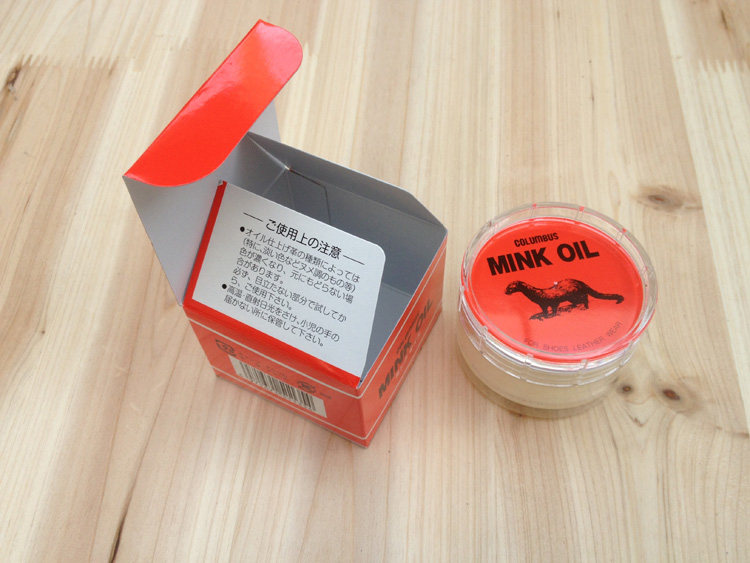 ご使用上の注意
●オイル仕上げ革の種類によっては
(特に、淡い色などヌメ調のもの等)
色が濃くなり、元にもどらない場
合があります。
必ず、目立たない部分で試してか
ら、ご使用下さい。
●高温・直射日光をさけ、小児の手の
届かない所に保管して下さい。
MINK OIL
COLUMBUS
MINK OIL
FOR SHOES LEATHER WEAR